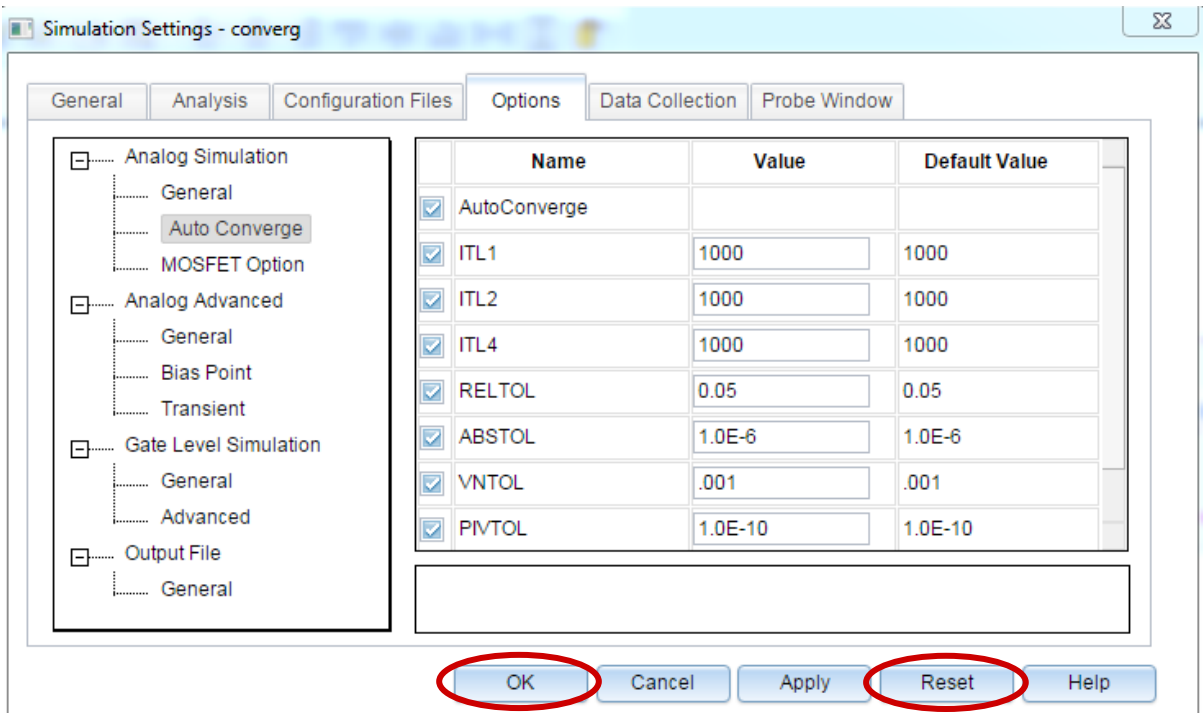 Simulation Settings - converg
General Analysis Configuration Files Options Data Collection Probe Window
Analog Simulation
General
Auto Converge
MOSFET Option
Analog Advanced
General
Bias Point
Transient
Gate Level Simulation
General
Advanced
Output File
General
Name Value Default Value
AutoConverge
ITL1 1000 1000
ITL2 1000 1000
ITL4 1000 1000
RELTOL 0.05 0.05
ABSTOL 1.0E-6 1.0E-6
VNTOL .001 .001
PIVTOL 1.0E-10 1.0E-10
OK Cancel Apply Reset Help